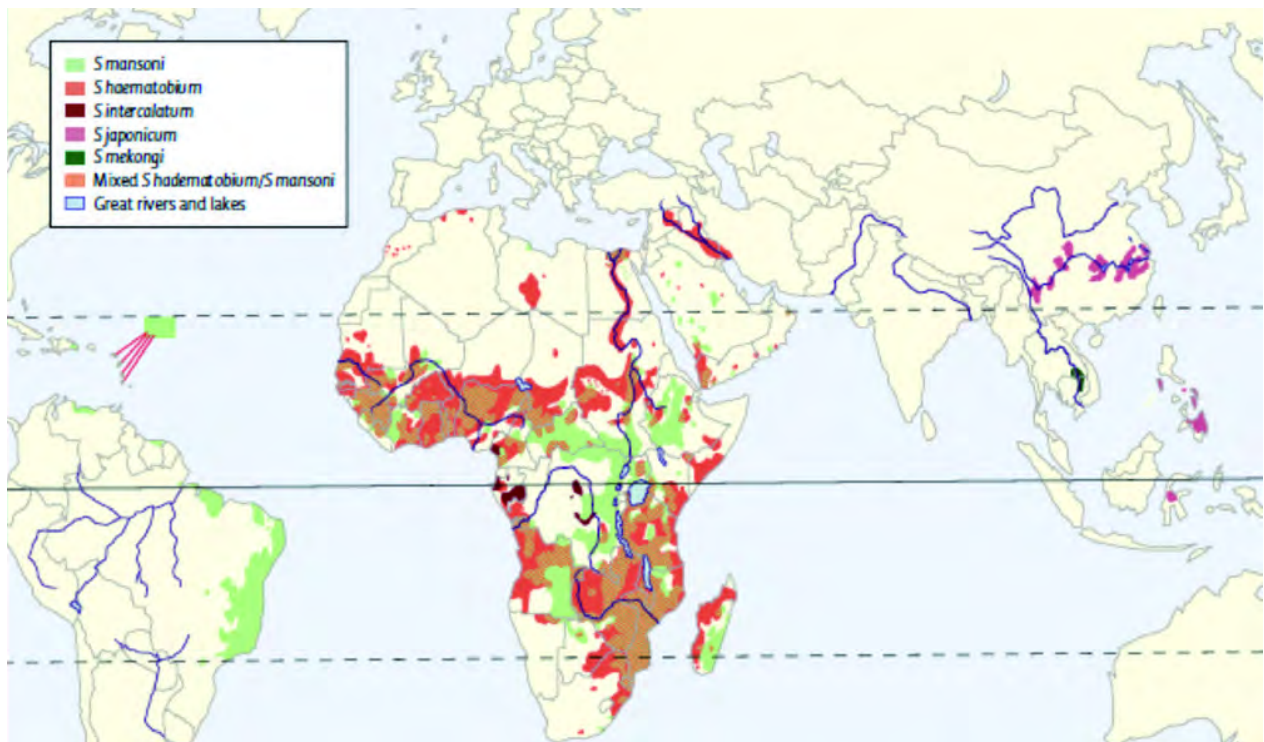 S mansoni
S haematobium
S intercalatum
S japonicum
S mekongi
Mixed S hadematobium/S mansoni
Great rivers and lakes